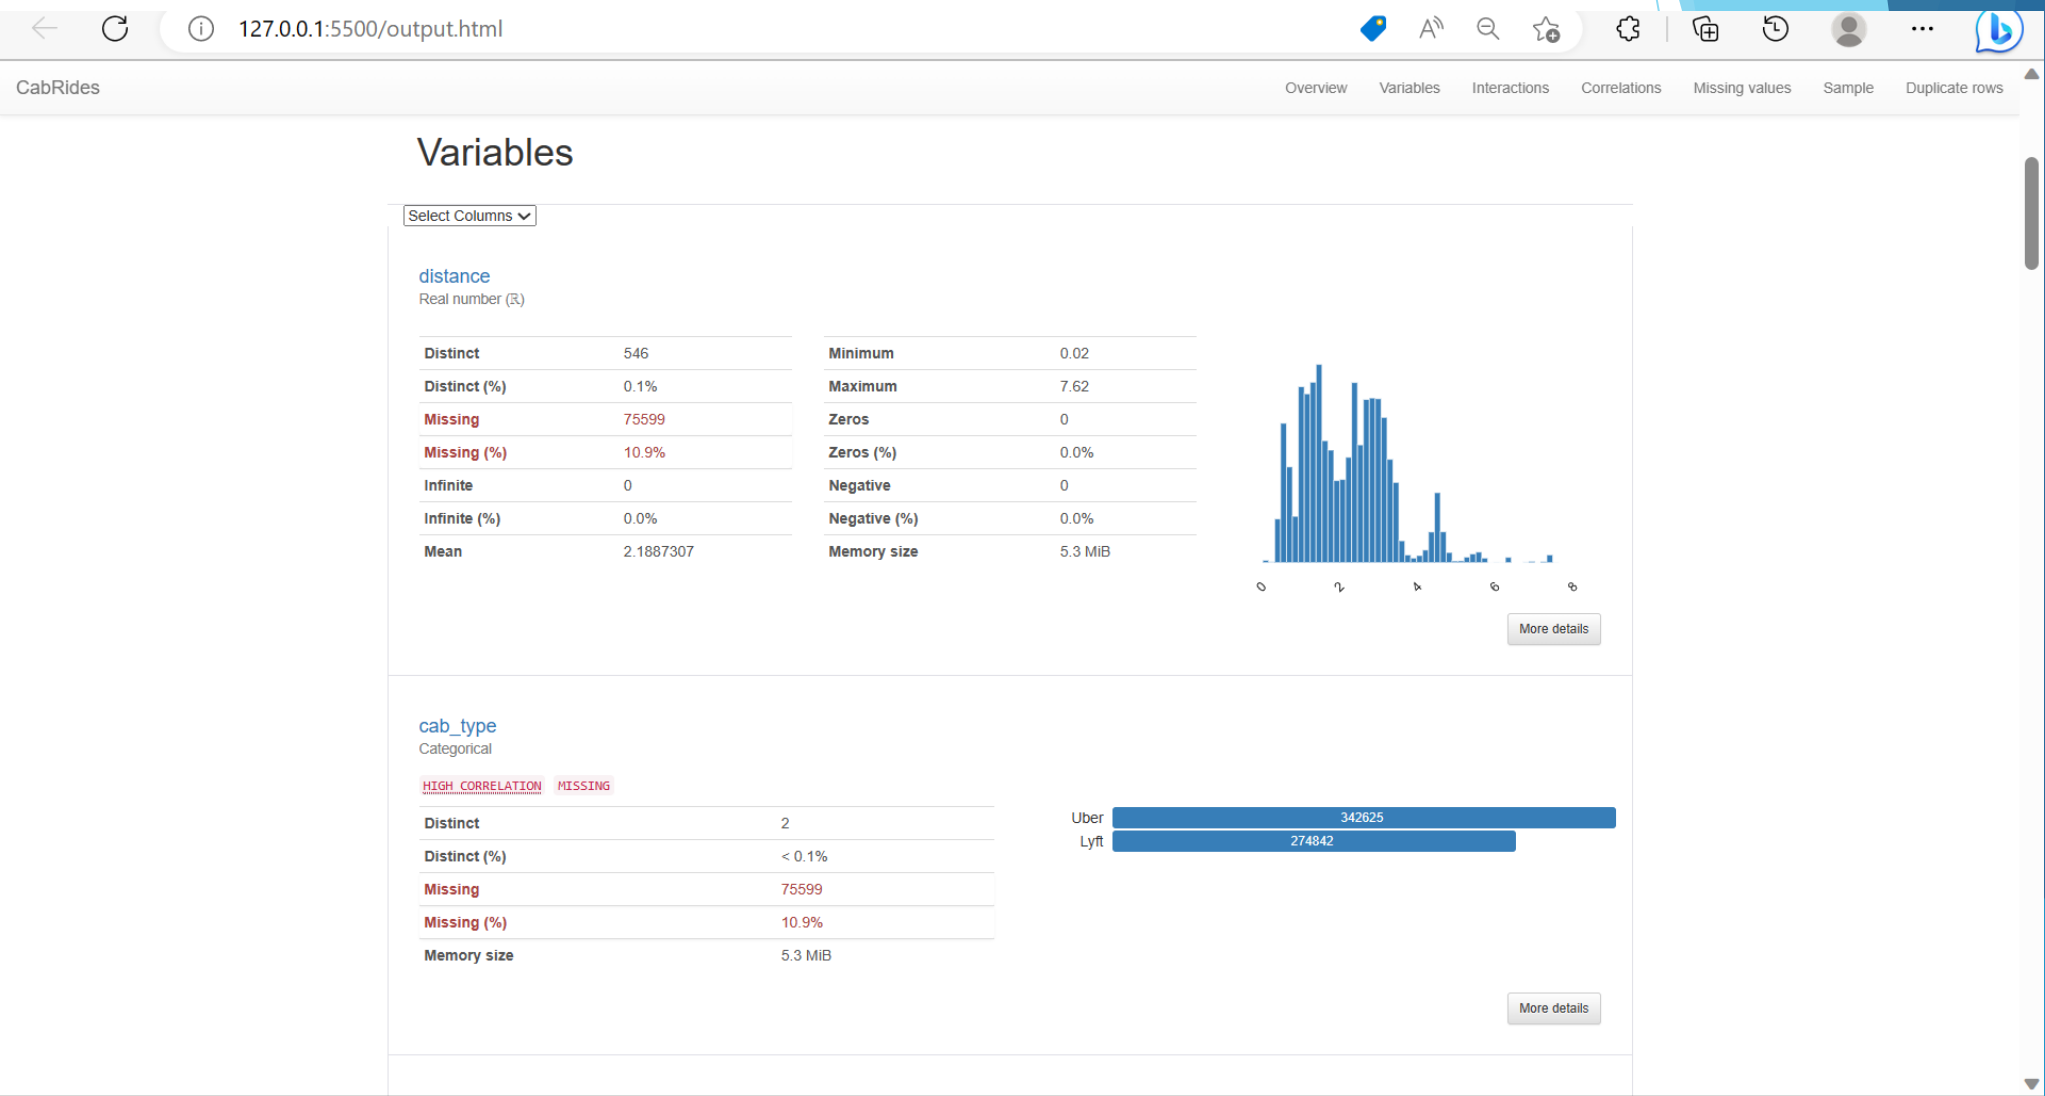 127.0.0.1:5500/output.html
CabRides
Overview Variables Interactions Correlations Missing values Sample Duplicate rows
Variables
Select Columns
distance
Real number (ℝ)
Distinct 546 Minimum 0.02
Distinct (%) 0.1% Maximum 7.62
Missing 75599 Zeros 0
Missing (%) 10.9% Zeros (%) 0.0%
Infinite 0 Negative 0
Infinite (%) 0.0% Negative (%) 0.0%
Mean 2.1887307 Memory size 5.3 MiB
0 2 4 6 8
More details
cab_type
Categorical
HIGH CORRELATION MISSING
Distinct 2
Distinct (%) < 0.1%
Missing 75599
Missing (%) 10.9%
Memory size 5.3 MiB
Uber 342625
Lyft 274842
More details